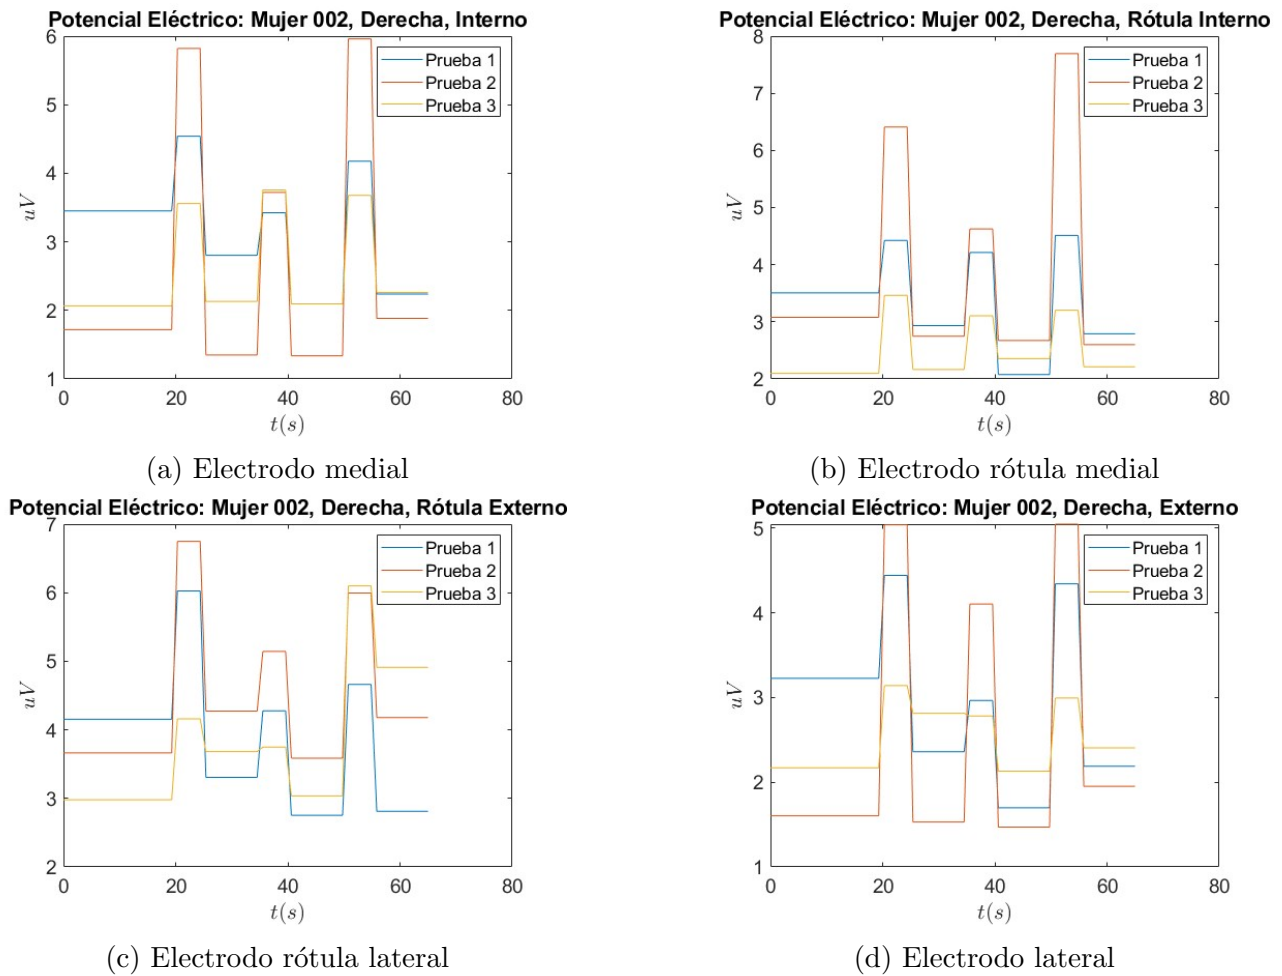 Potencial Eléctrico: Mujer 002, Derecha, Interno
6
5
4
3
2
1
uV
0
20
40
60
80
t(s)
Prueba 1
Prueba 2
Prueba 3
(a) Electrodo medial
Potencial Eléctrico: Mujer 002, Derecha, Rótula Interno
8
7
6
5
4
3
2
uV
0
20
40
60
80
t(s)
Prueba 1
Prueba 2
Prueba 3
(b) Electrodo rótula medial
Potencial Eléctrico: Mujer 002, Derecha, Rótula Externo
7
6
5
4
3
2
uV
0
20
40
60
80
t(s)
Prueba 1
Prueba 2
Prueba 3
(c) Electrodo rótula lateral
Potencial Eléctrico: Mujer 002, Derecha, Externo
5
4
3
2
1
uV
0
20
40
60
80
t(s)
Prueba 1
Prueba 2
Prueba 3
(d) Electrodo lateral